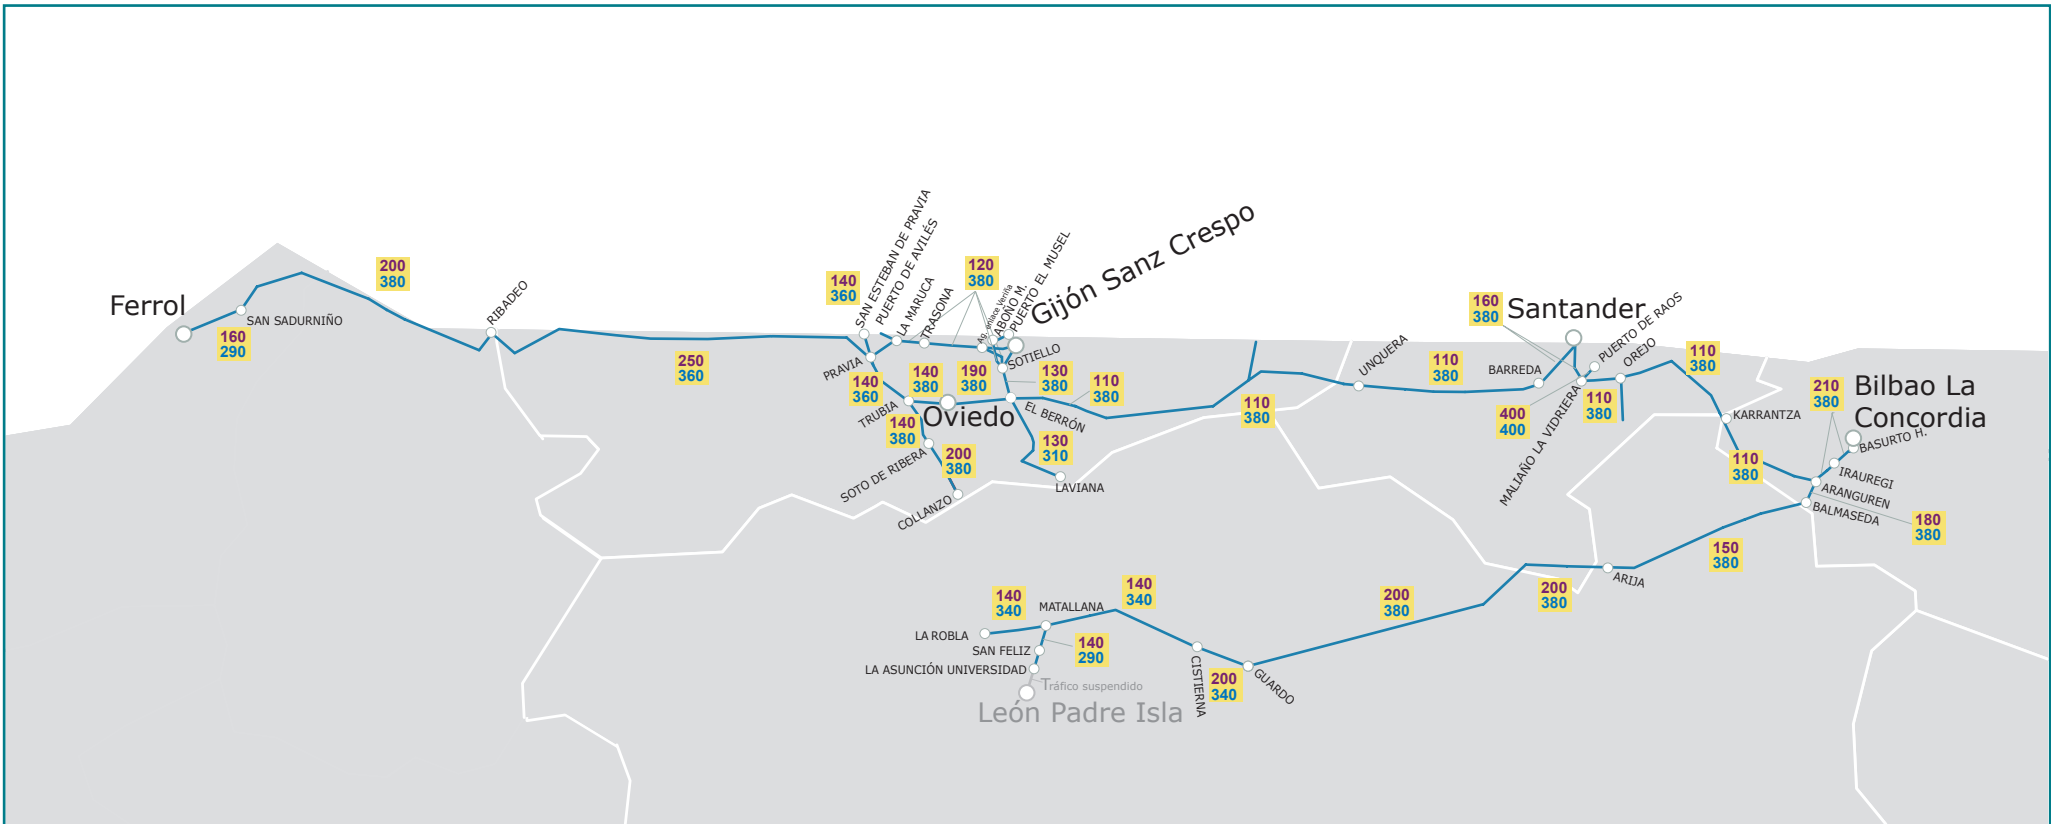 Ferrol
160
290
SAN SADURNIÑO
200
380
RIBADEO
250
360
140
360
SAN ESTEBAN DE PRAVIA
PUERTO DE AVILÉS
LA MARUCA
TRASONA
120
380
Ag. enlace Veriña
ABOÑO M.
PUERTO EL MUSEL
Gijón Sanz Crespo
SOTIELLO
PRAVIA
140
360
140
380
190
380
130
380
110
380
TRUBIA
Oviedo
EL BERRÓN
140
380
SOTO DE RIBERA
200
380
COLLANZO
130
310
LAVIANA
110
380
UNQUERA
110
380
BARREDA
160
380
Santander
PUERTO DE RAOS
OREJO
110
380
400
400
110
380
MALIAÑO LA VIDRIERA
KARRANTZA
110
380
210
380
Bilbao La
Concordia
BASURTO H.
IRAUREGI
ARANGUREN
BALMASEDA
180
380
150
380
ARIJA
200
380
200
380
GUARDO
200
340
CISTIERNA
140
340
MATALLANA
140
340
LA ROBLA
140
290
SAN FELIZ
LA ASUNCIÓN UNIVERSIDAD
Tráfico suspendido
León Padre Isla